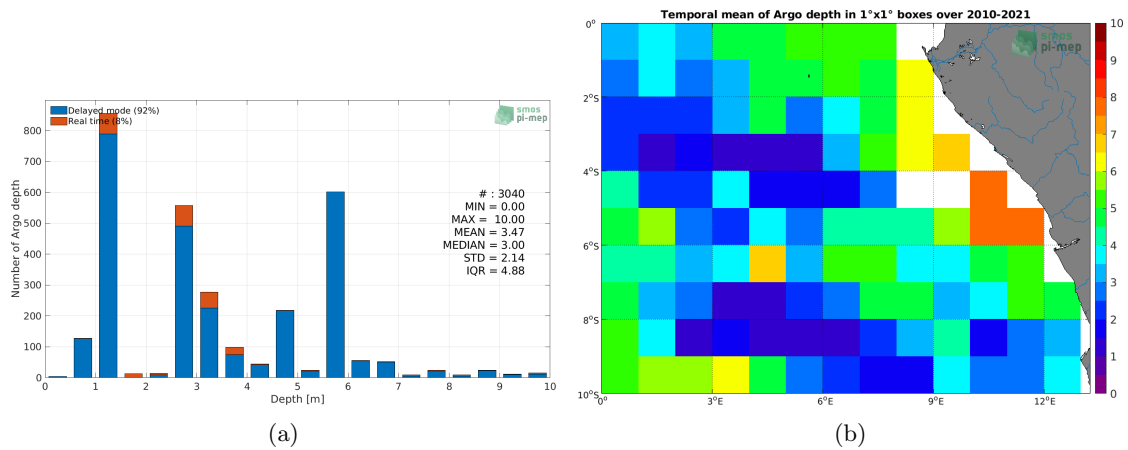 Delayed mode (92%)
Real time (8%)
smos
pi-mep
# : 3040
MIN = 0.00
MAX = 10.00
MEAN = 3.47
MEDIAN = 3.00
STD = 2.14
IQR = 4.88
Number of Argo depth
800
700
600
500
400
300
200
100
0
0 1 2 3 4 5 6 7 8 9 10
Depth [m]
(a)
Temporal mean of Argo depth in 1°x1° boxes over 2010-2021
smos
pi-mep
0°
2°S
4°S
6°S
8°S
10°S
0° 3°E 6°E 9°E 12°E
10
9
8
7
6
5
4
3
2
1
0
(b)